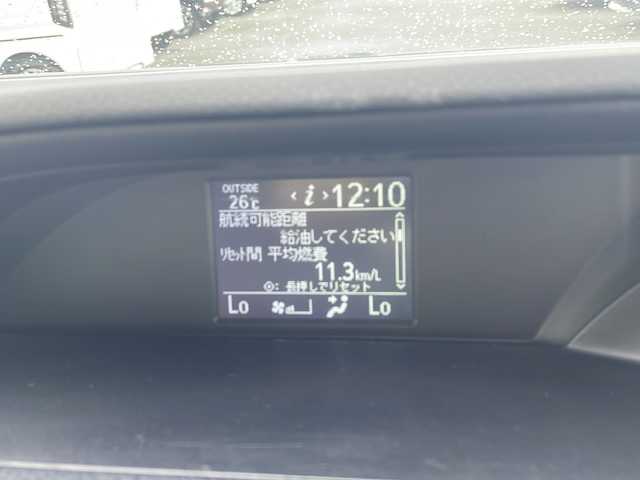 OUTSIDE
26℃
‹ i › 12:10
航続可能距離
給油してください
リセット間 平均燃費
11.3km/L
◎: 長押しでリセット
Lo Lo